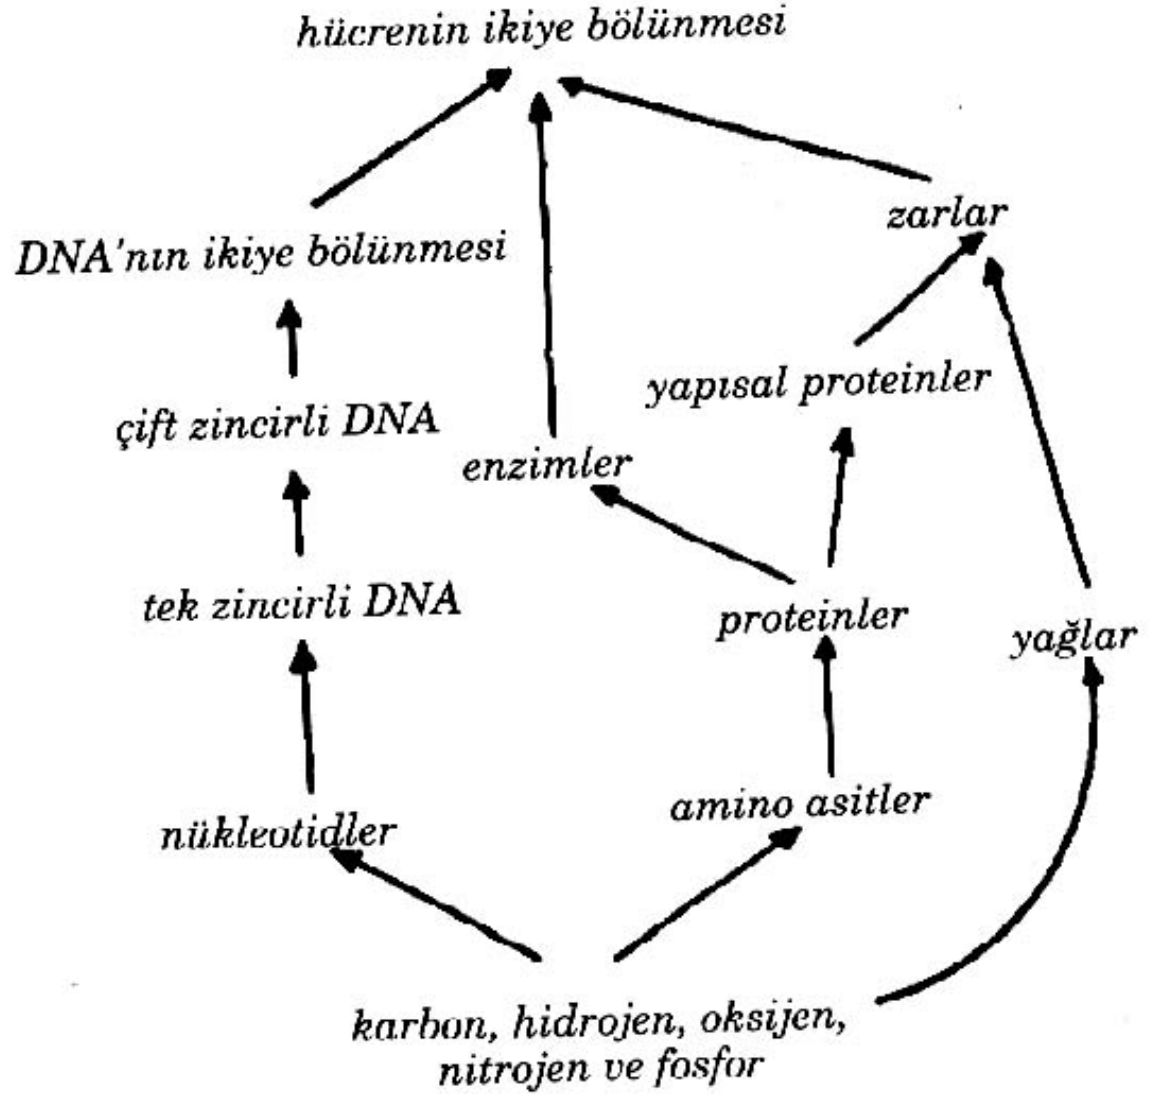 hücrenin ikiye bölünmesi
zarlar
DNA'nın ikiye bölünmesi
yapısal proteinler
çift zincirli DNA
enzimler
tek zincirli DNA
proteinler
yağlar
amino asitler
nükleotidler
karbon, hidrojen, oksijen,
nitrojen ve fosfor